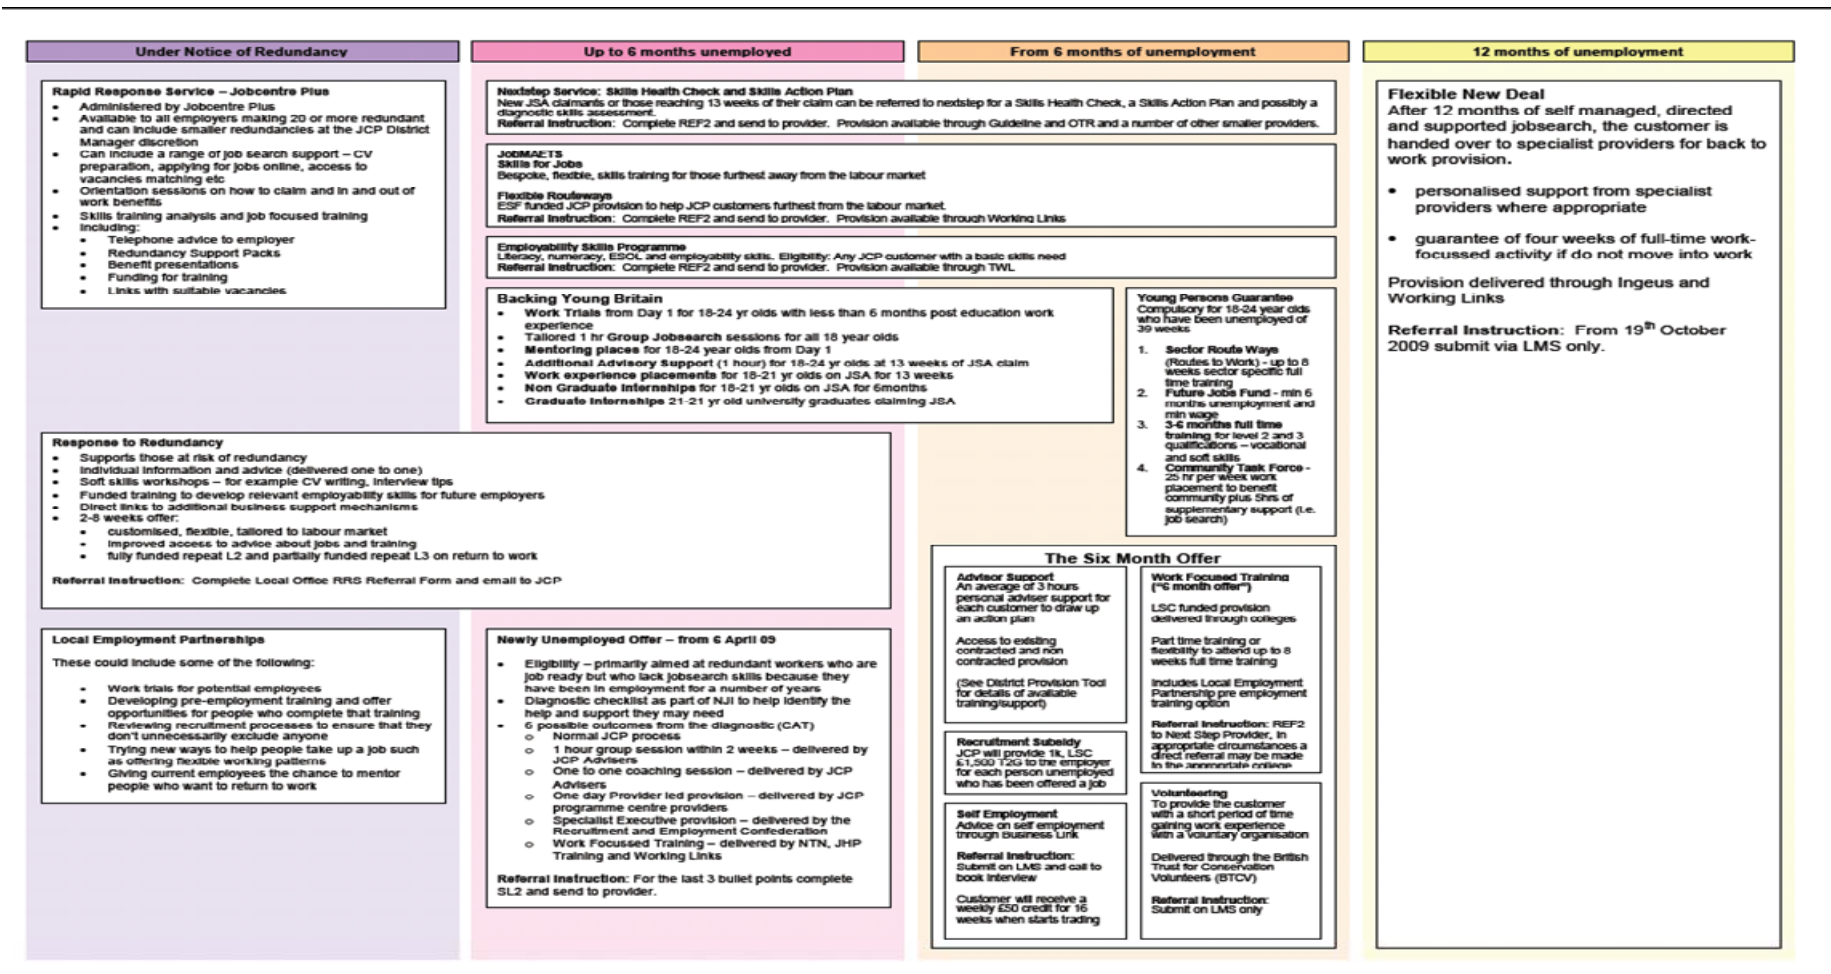 Under Notice of Redundancy
Up to 6 months unemployed
From 6 months of unemployment
12 months of unemployment
Rapid Response Service – Jobcentre Plus
• Administered by Jobcentre Plus
• Available to all employers making 20 or more redundant
and can include smaller redundancies at the JCP District
Manager discretion
• Can include a range of job search support – CV
preparation, applying for jobs online, access to
vacancies matching etc
• Orientation sessions on how to claim and in and out of
work benefits
• Skills training analysis and job focused training
• Including:
• Telephone advice to employer
• Redundancy Support Packs
• Benefit presentations
• Funding for training
• Links with suitable vacancies
Nextstep Service: Skills Health Check and Skills Action Plan
New JSA claimants or those reaching 13 weeks of their claim can be referred to nextstep for a Skills Health Check, a Skills Action Plan and possibly a
diagnostic skills assessment.
Referral Instruction: Complete REF2 and send to provider. Provision available through Guideline and OTR and a number of other smaller providers.
JobMAETS
Skills for Jobs
Bespoke, flexible, skills training for those furthest away from the labour market
Flexible Routeways
ESF funded JCP provision to help JCP customers furthest from the labour market.
Referral Instruction: Complete REF2 and send to provider. Provision available through Working Links
Employability Skills Programme
Literacy, numeracy, ESOL and employability skills. Eligibility: Any JCP customer with a basic skills need
Referral Instruction: Complete REF2 and send to provider. Provision available through TWL
Backing Young Britain
• Work Trials from Day 1 for 18-24 yr olds with less than 6 months post education work
experience
• Tailored 1 hr Group Jobsearch sessions for all 18 year olds
• Mentoring places for 18-24 year olds from Day 1
• Additional Advisory Support (1 hour) for 18-24 yr olds at 13 weeks of JSA claim
• Work experience placements for 18-21 yr olds on JSA for 13 weeks
• Non Graduate Internships for 18-21 yr olds on JSA for 6months
• Graduate Internships 21-21 yr old university graduates claiming JSA
Young Persons Guarantee
Compulsory for 18-24 year olds
who have been unemployed of
39 weeks
1. Sector Route Ways
(Routes to Work) - up to 8
weeks sector specific full
time training
2. Future Jobs Fund - min 6
months unemployment and
min wage
3. 3-6 months full time
training for level 2 and 3
qualifications – vocational
and soft skills
4. Community Task Force -
25 hr per week work
placement to benefit
community plus 5hrs of
supplementary support (i.e.
job search)
Response to Redundancy
• Supports those at risk of redundancy
• Individual information and advice (delivered one to one)
• Soft skills workshops – for example CV writing, interview tips
• Funded training to develop relevant employability skills for future employers
• Direct links to additional business support mechanisms
• 2-8 weeks offer:
• customised, flexible, tailored to labour market
• improved access to advice about jobs and training
• fully funded repeat L2 and partially funded repeat L3 on return to work
Referral Instruction: Complete Local Office RRS Referral Form and email to JCP
Local Employment Partnerships
These could include some of the following:
• Work trials for potential employees
• Developing pre-employment training and offer
opportunities for people who complete that training
• Reviewing recruitment processes to ensure that they
don't unnecessarily exclude anyone
• Trying new ways to help people take up a job such
as offering flexible working patterns
• Giving current employees the chance to mentor
people who want to return to work
Newly Unemployed Offer – from 6 April 09
• Eligibility – primarily aimed at redundant workers who are
job ready but who lack jobsearch skills because they
have been in employment for a number of years
• Diagnostic checklist as part of NJI to help identify the
help and support they may need
• 6 possible outcomes from the diagnostic (CAT)
o Normal JCP process
o 1 hour group session within 2 weeks – delivered by
JCP Advisers
o One to one coaching session – delivered by JCP
Advisers
o One day Provider led provision – delivered by JCP
programme centre providers
o Specialist Executive provision – delivered by the
Recruitment and Employment Confederation
o Work Focussed Training – delivered by NTN, JHP
Training and Working Links
Referral Instruction: For the last 3 bullet points complete
SL2 and send to provider.
The Six Month Offer
Advisor Support
An average of 3 hours
personal adviser support for
each customer to draw up
an action plan
Access to existing
contracted and non
contracted provision
(See District Provision Tool
for details of available
training/support)
Recruitment Subsidy
JCP will provide 1k, LSC
£1,500 T2G to the employer
for each person unemployed
who has been offered a job
Self Employment
Advice on self employment
through Business Link
Referral Instruction:
Submit on LMS and call to
book interview
Customer will receive a
weekly £50 credit for 16
weeks when starts trading
Work Focused Training
("6 month offer")
LSC funded provision
delivered through colleges
Part time training or
flexibility to attend up to 8
weeks full time training
Includes Local Employment
Partnership pre employment
training option
Referral Instruction: REF2
to Next Step Provider, in
appropriate circumstances a
direct referral may be made
to the appropriate college
Volunteering
To provide the customer
with a short period of time
gaining work experience
with a voluntary organisation
Delivered through the British
Trust for Conservation
Volunteers (BTCV)
Referral Instruction:
Submit on LMS only
Flexible New Deal
After 12 months of self managed, directed
and supported jobsearch, the customer is
handed over to specialist providers for back to
work provision.
• personalised support from specialist
providers where appropriate
• guarantee of four weeks of full-time work-
focussed activity if do not move into work
Provision delivered through Ingeus and
Working Links
Referral Instruction: From 19th October
2009 submit via LMS only.